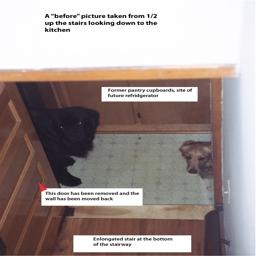 A "before" picture taken from 1/2
up the stairs looking down to the
kitchen
Former pantry cupboards, site of
future refridgerator
This door has been removed and the
wall has been moved back
Enlongated stair at the bottom
of the stairway